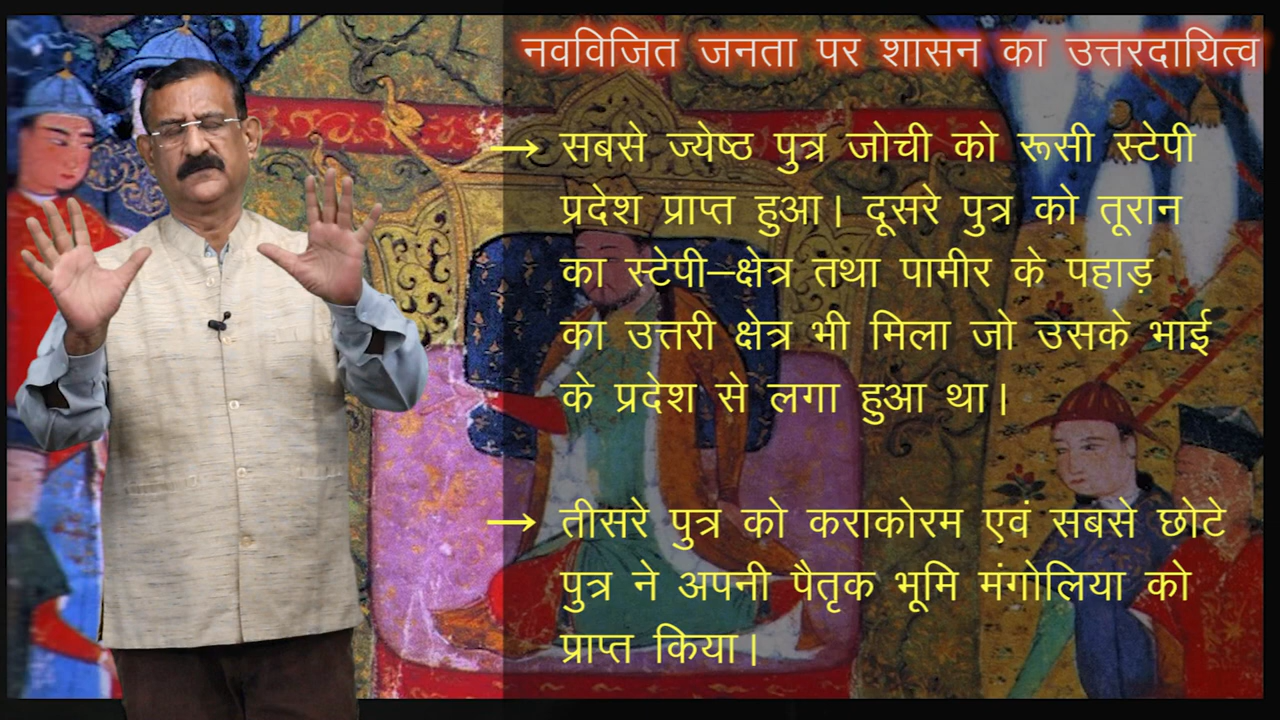 नवविजित जनता पर शासन का उत्तरदायित्व
→ सबसे ज्येष्ठ पुत्र जोची को रूसी स्टेपी
प्रदेश प्राप्त हुआ। दूसरे पुत्र को तूरान
का स्टेपी–क्षेत्र तथा पामीर के पहाड़
का उत्तरी क्षेत्र भी मिला जो उसके भाई
के प्रदेश से लगा हुआ था।
→ तीसरे पुत्र को कराकोरम एवं सबसे छोटे
पुत्र ने अपनी पैतृक भूमि मंगोलिया को
प्राप्त किया।